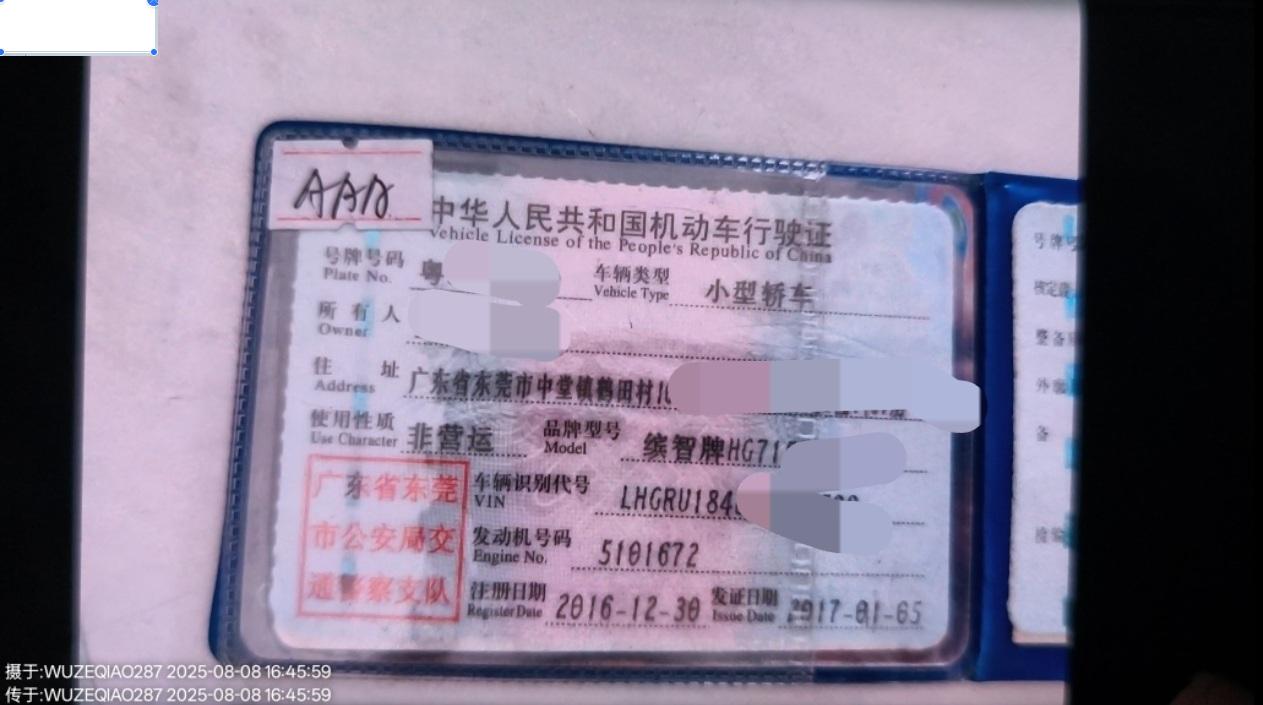 AAA
中华人民共和国机动车行驶证
Vehicle License of the People's Republic of China
号牌号码 粤 车辆类型 小型轿车
Plate No. Vehicle Type
所有人
Owner
住址 广东省东莞市中堂镇鹤田村
Address
使用性质 非营运 品牌型号 缤智牌HG71
Use Character Model
广东省东莞 车辆识别代号 LHGRU184
VIN
市公安局交 发动机号码 5101672
Engine No.
通警察支队 注册日期 2016-12-30 发证日期 2017-01-05
Register Date Issue Date
号牌号
核定载
整备质
外廓
备
检验
摄于:WUZEQIAO287 2025-08-08 16:45:59
传于:WUZEQIAO287 2025-08-08 16:45:59